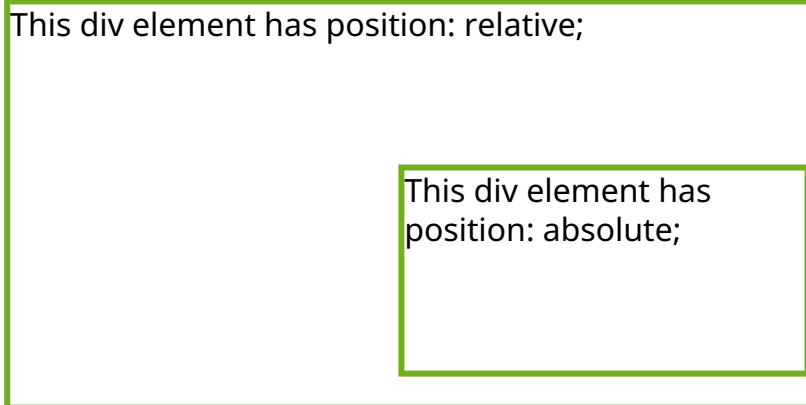 This div element has position: relative;
This div element has
position: absolute;